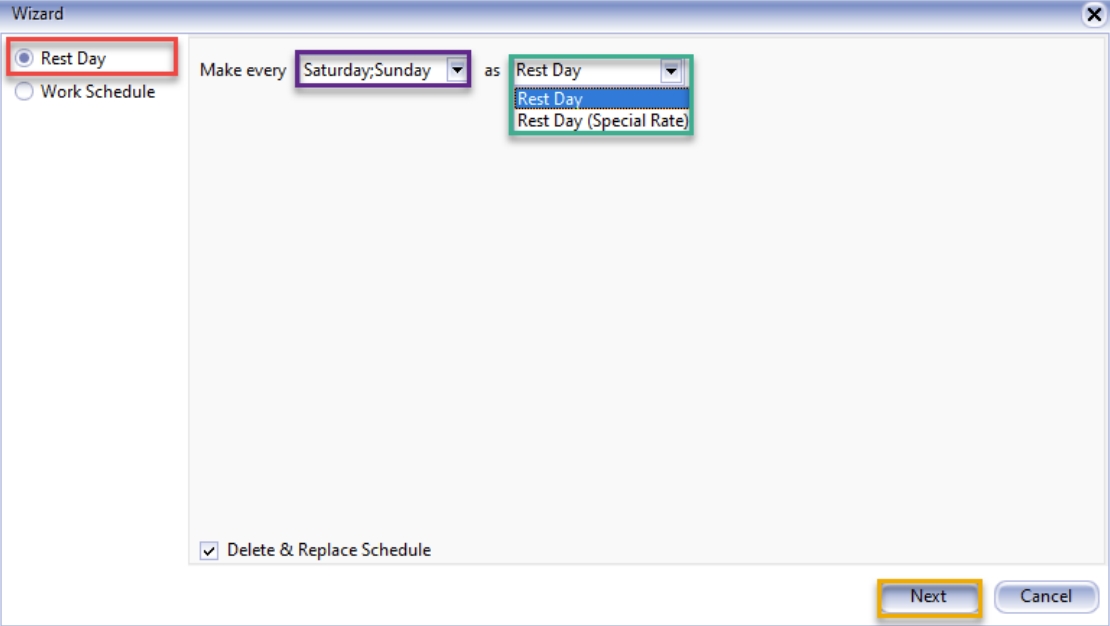 Wizard
Rest Day
Work Schedule
Make every Saturday;Sunday as Rest Day
Rest Day
Rest Day (Special Rate)
Delete & Replace Schedule
Next Cancel